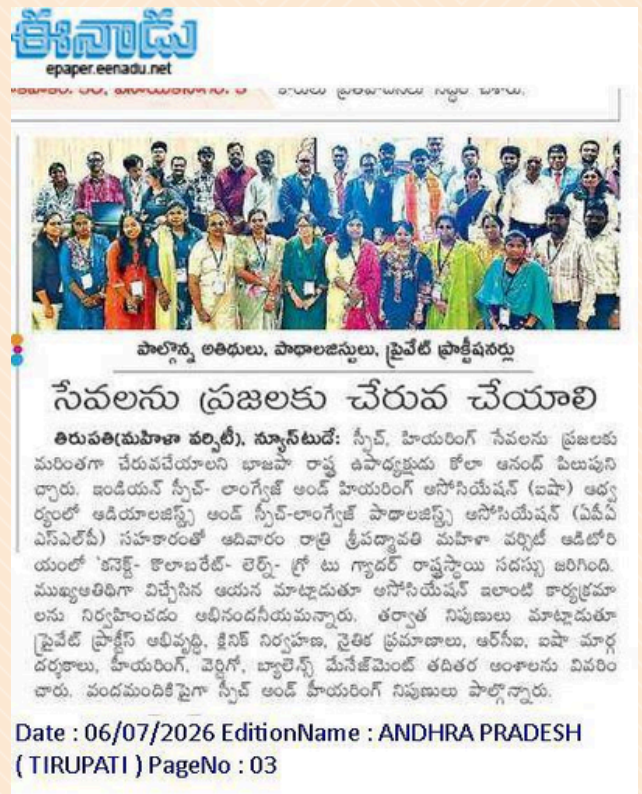 ఈనాడు
epaper.eenadu.net
పాల్గొన్న అతిథులు, పాథాలజిస్టులు, ప్రైవేట్ ప్రాక్టీషనర్లు
సేవలను ప్రజలకు చేరువ చేయాలి
తిరుపతి(మహిళా వర్సిటీ), న్యూస్‌టుడే: స్పీచ్, హియరింగ్ సేవలను ప్రజలకు
మరింతగా చేరువచేయాలని భాజపా రాష్ట్ర ఉపాధ్యక్షుడు కోలా ఆనంద్ పిలుపుని
చ్చారు. ఇండియన్ స్పీచ్- లాంగ్వేజ్ అండ్ హియరింగ్ అసోసియేషన్ (ఐషా) ఆధ్వ
ర్యంలో ఆడియాలజిస్ట్స్ అండ్ స్పీచ్-లాంగ్వేజ్ పాథాలజిస్ట్స్ అసోసియేషన్ (ఏపీఏ
ఎస్ఎల్‌పీ) సహకారంతో ఆదివారం రాత్రి శ్రీపద్మావతి మహిళా వర్సిటీ ఆడిటోరి
యంలో 'కనెక్ట్- కొలాబరేట్- లెర్న్- గ్రో టు గ్యాదర్ రాష్ట్రస్థాయి సదస్సు జరిగింది.
ముఖ్యఅతిథిగా విచ్చేసిన ఆయన మాట్లాడుతూ అసోసియేషన్ ఇలాంటి కార్యక్రమా
లను నిర్వహించడం అభినందనీయమన్నారు. తర్వాత నిపుణులు మాట్లాడుతూ
ప్రైవేట్ ప్రాక్టీస్ అభివృద్ధి, క్లినిక్ నిర్వహణ, నైతిక ప్రమాణాలు, ఆర్‌సీఐ, ఐషా మార్గ
దర్శకాలు, హియరింగ్, వెర్టిగో, బ్యాలెన్స్ మేనేజ్‌మెంట్ తదితర అంశాలను వివరిం
చారు. వందమందికిపైగా స్పీచ్ అండ్ హియరింగ్ నిపుణులు పాల్గొన్నారు.
Date : 06/07/2026 EditionName : ANDHRA PRADESH
( TIRUPATI ) PageNo : 03